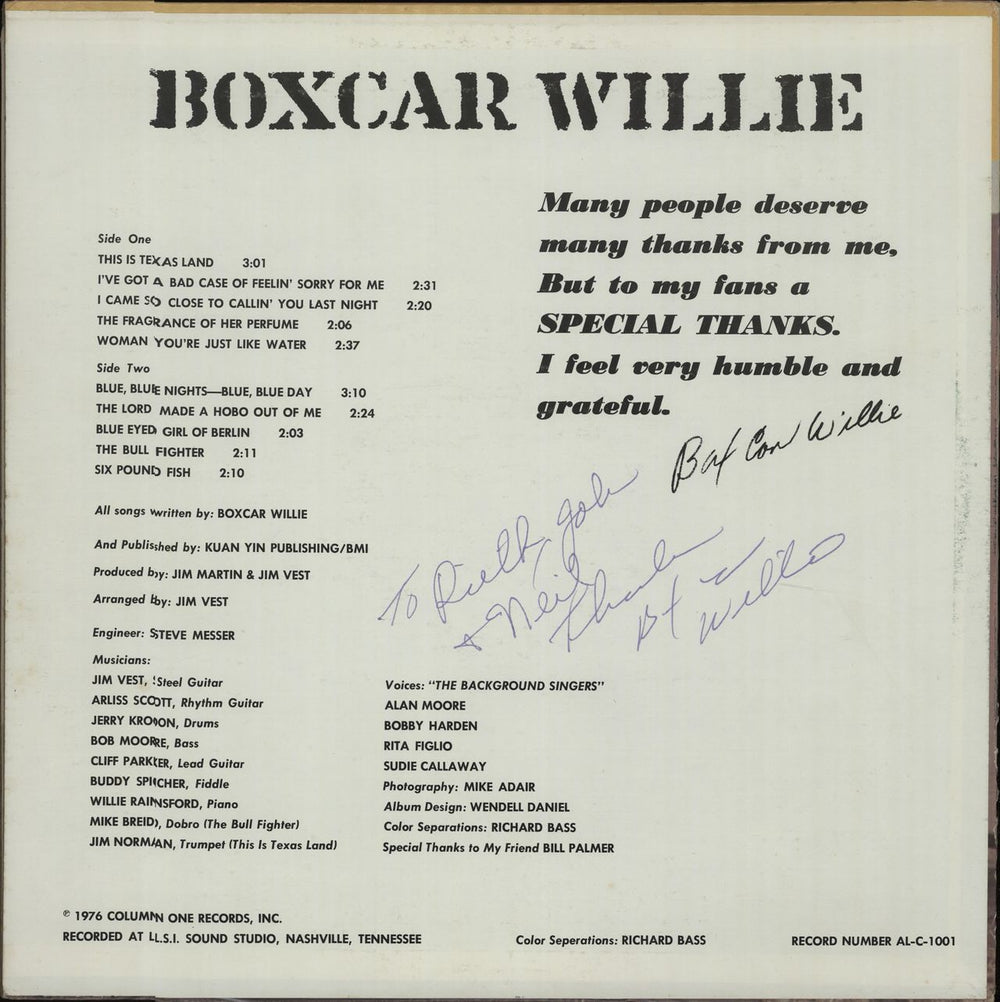 BOXCAR WILLIE
Many people deserve
many thanks from me,
But to my fans a
SPECIAL THANKS.
I feel very humble and
grateful.
Box Car Willie
To Ruth, John
& Neil
Thanks
Willie
Side One
THIS IS TEXAS LAND 3:01
I'VE GOT A BAD CASE OF FEELIN' SORRY FOR ME 2:31
I CAME SO CLOSE TO CALLIN' YOU LAST NIGHT 2:20
THE FRAGRANCE OF HER PERFUME 2:06
WOMAN YOU'RE JUST LIKE WATER 2:37
Side Two
BLUE, BLUE NIGHTS—BLUE, BLUE DAY 3:10
THE LORD MADE A HOBO OUT OF ME 2:24
BLUE EYED GIRL OF BERLIN 2:03
THE BULL FIGHTER 2:11
SIX POUND FISH 2:10
All songs written by: BOXCAR WILLIE
And Published by: KUAN YIN PUBLISHING/BMI
Produced by: JIM MARTIN & JIM VEST
Arranged by: JIM VEST
Engineer: STEVE MESSER
Musicians:
JIM VEST, Steel Guitar
ARLISS SCOTT, Rhythm Guitar
JERRY KROON, Drums
BOB MOORE, Bass
CLIFF PARKER, Lead Guitar
BUDDY SPICHER, Fiddle
WILLIE RAINSFORD, Piano
MIKE BREID, Dobro (The Bull Fighter)
JIM NORMAN, Trumpet (This Is Texas Land)
Voices: "THE BACKGROUND SINGERS"
ALAN MOORE
BOBBY HARDEN
RITA FIGLIO
SUDIE CALLAWAY
Photography: MIKE ADAIR
Album Design: WENDELL DANIEL
Color Separations: RICHARD BASS
Special Thanks to My Friend BILL PALMER
℗ 1976 COLUMN ONE RECORDS, INC.
RECORDED AT L.S.I. SOUND STUDIO, NASHVILLE, TENNESSEE
Color Seperations: RICHARD BASS
RECORD NUMBER AL-C-1001